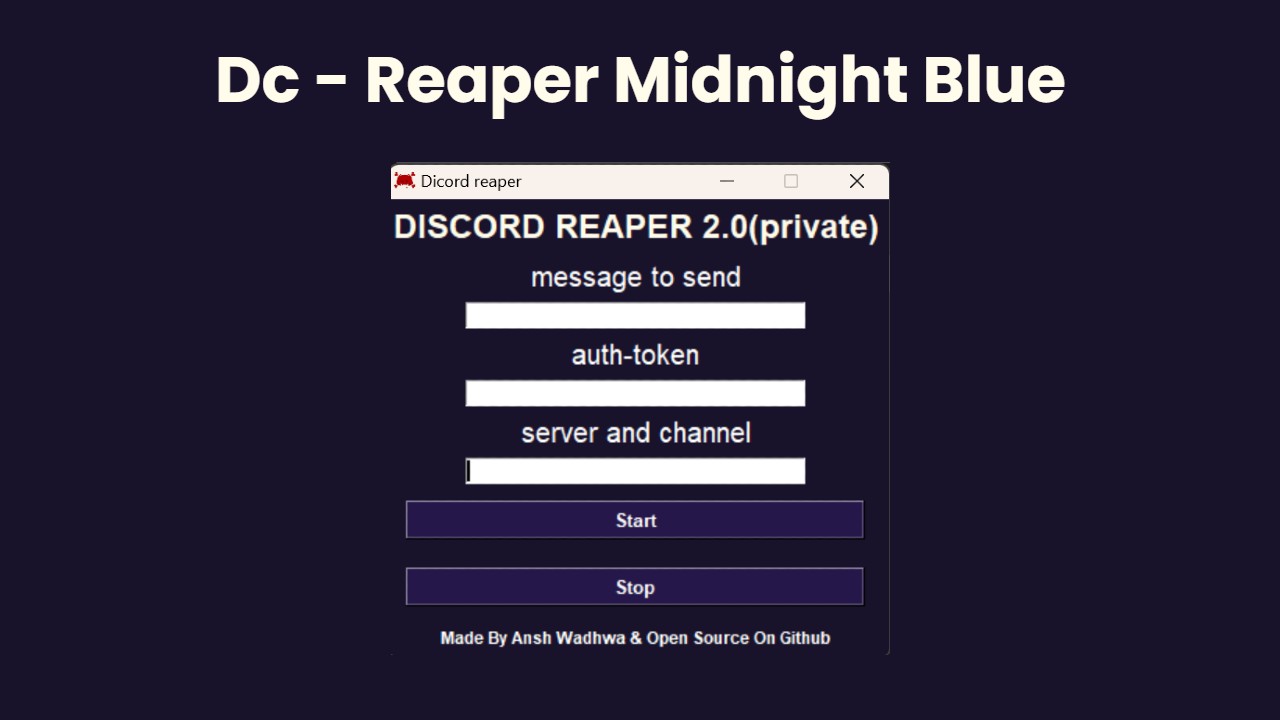 Dc - Reaper Midnight Blue
Dicord reaper
DISCORD REAPER 2.0(private)
message to send
auth-token
server and channel
Start
Stop
Made By Ansh Wadhwa & Open Source On Github